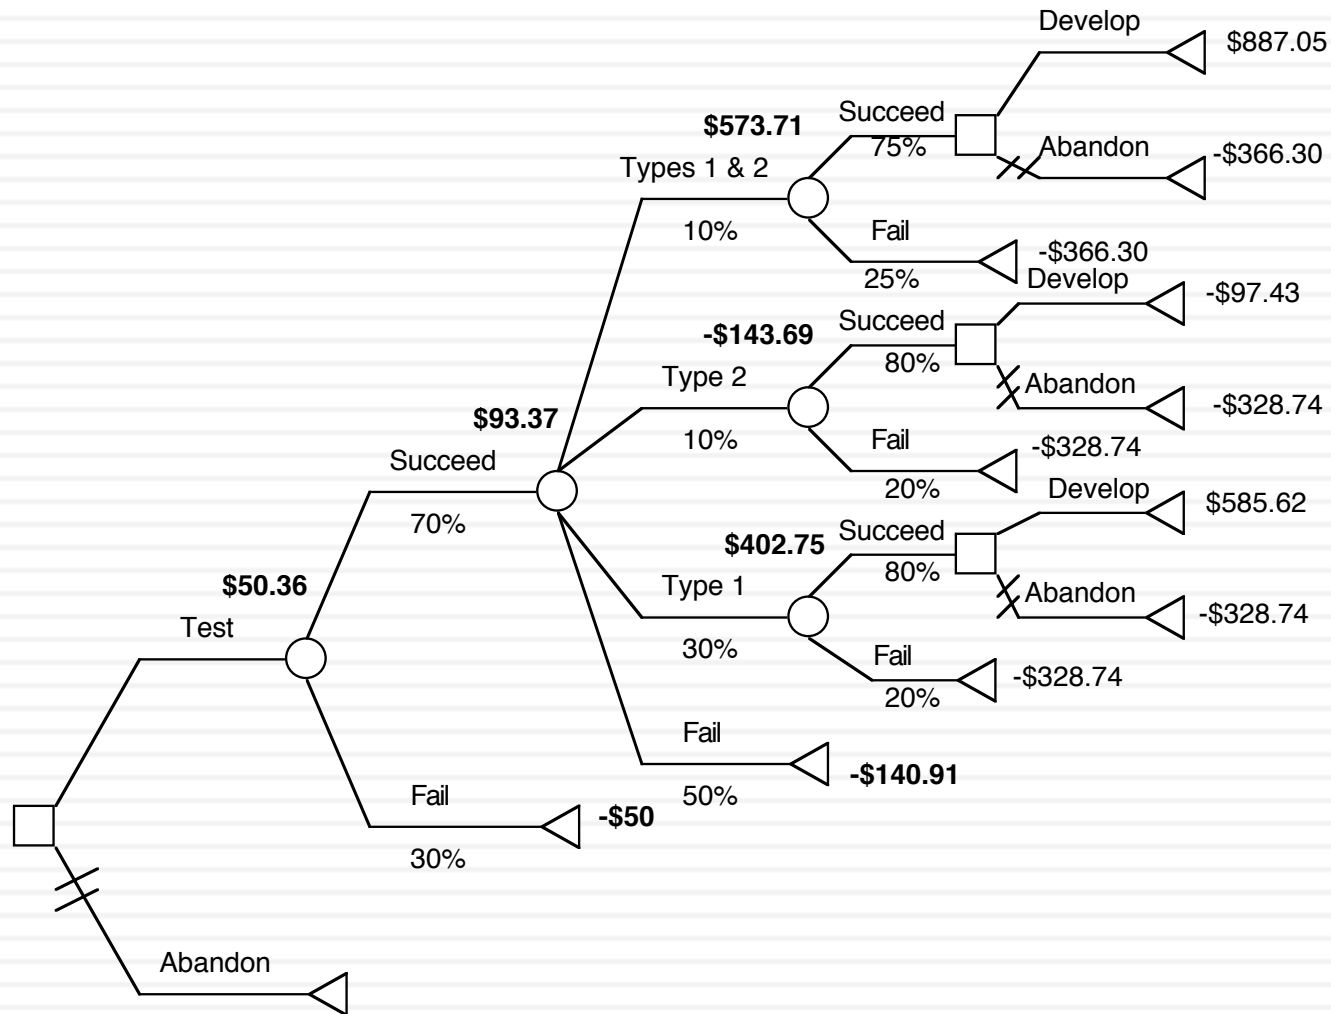 Develop
$887.05
Succeed
$573.71
75%
Abandon
-$366.30
Types 1 & 2
10%
Fail
-$366.30
25%
Develop
-$97.43
Succeed
-$143.69
80%
Type 2
Abandon
-$328.74
$93.37
10%
Fail
-$328.74
Succeed
20%
Develop
$585.62
70%
Succeed
$402.75
80%
$50.36
Type 1
Abandon
-$328.74
Test
30%
Fail
-$328.74
20%
Fail
-$140.91
50%
Fail
-$50
30%
Abandon